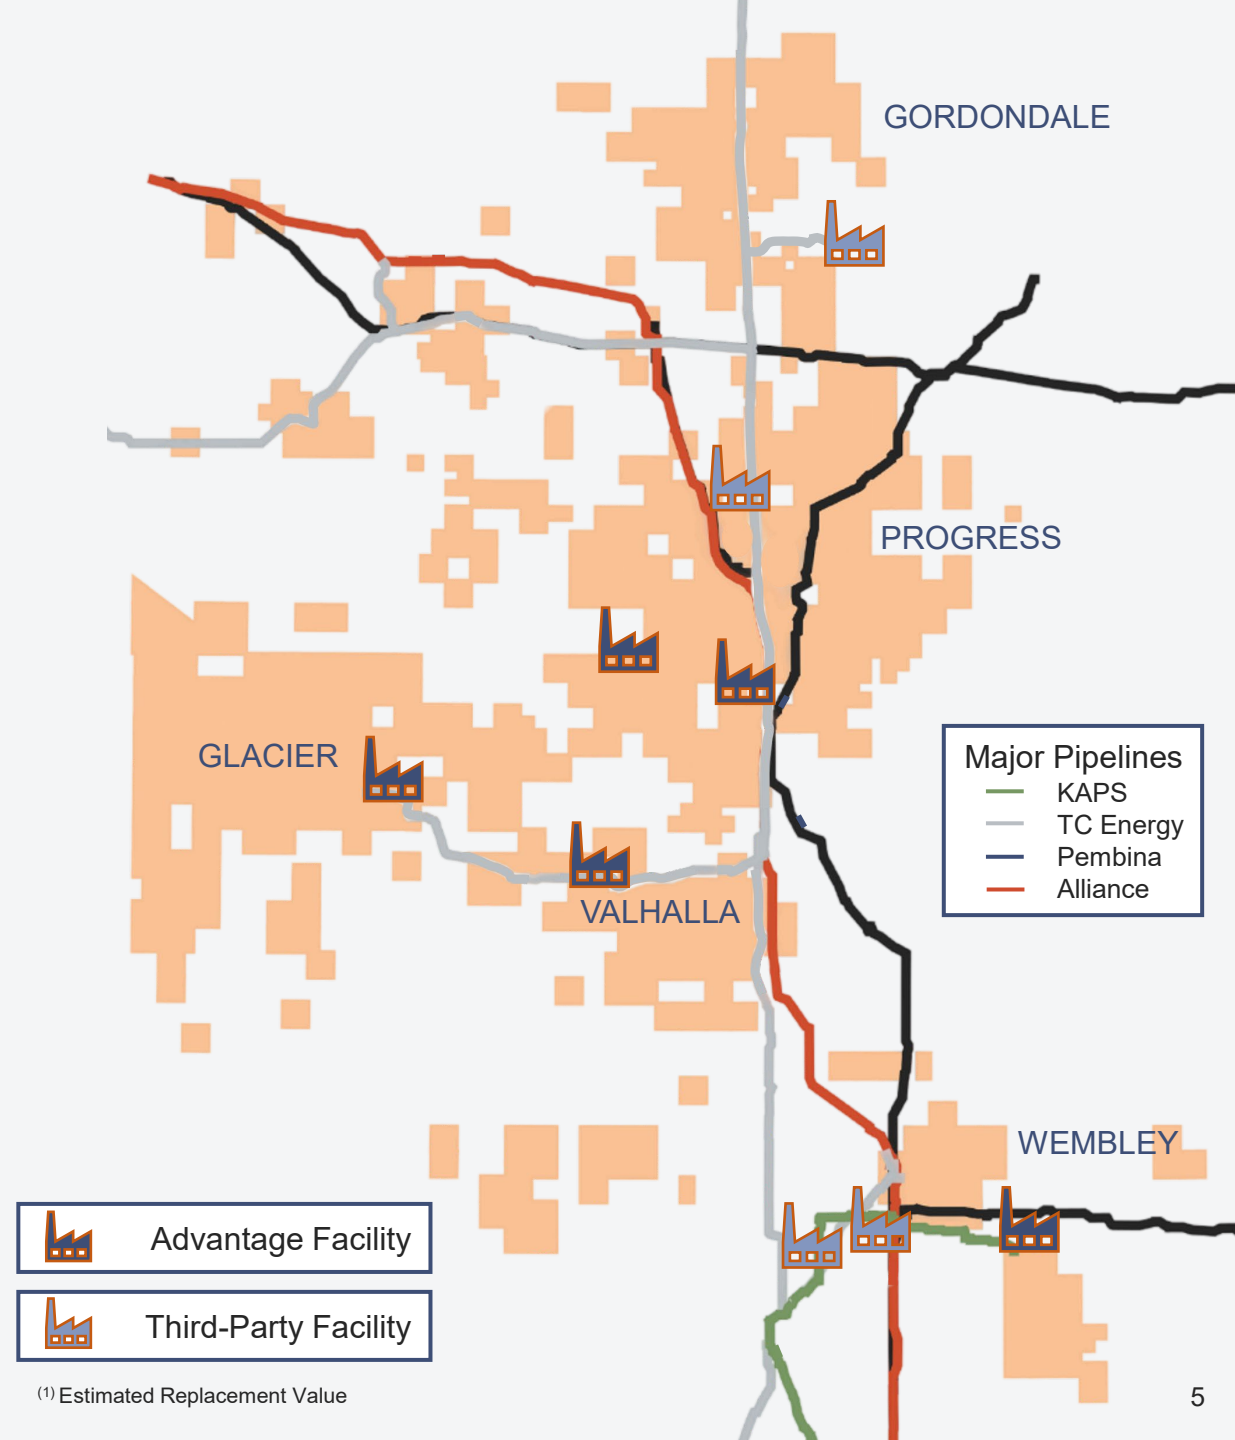 GORDONDALE
PROGRESS
GLACIER
Major Pipelines
KAPS
TC Energy
Pembina
Alliance
VALHALLA
WEMBLEY
Advantage Facility
Third-Party Facility
(1) Estimated Replacement Value
5